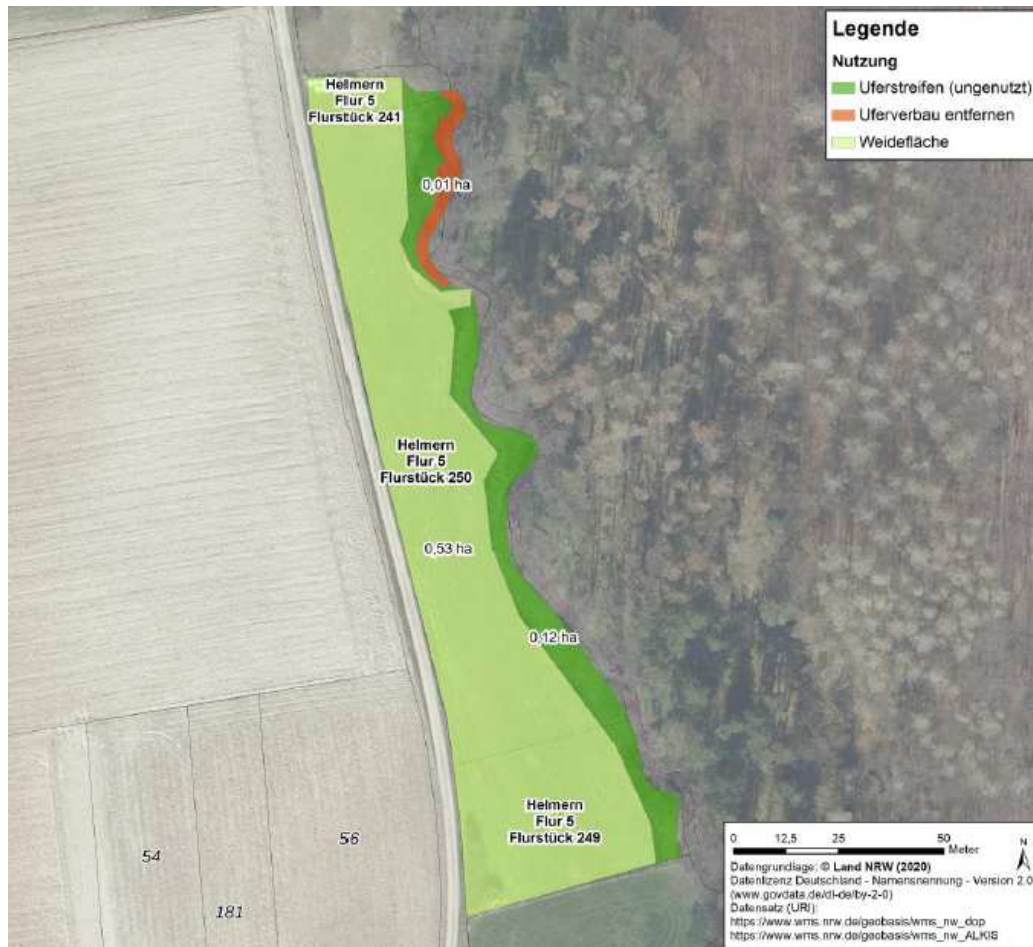 Legende
Nutzung
Uferstreifen (ungenutzt)
Uferverbau entfernen
Weidefläche
Helmern
Flur 5
Flurstück 241
0,01 ha
Helmern
Flur 5
Flurstück 250
0,53 ha
0,12 ha
Helmern
Flur 5
Flurstück 249
54
56
181
0 12,5 25 50
Meter
N
Datengrundlage: © Land NRW (2020)
Datenlizenz Deutschland - Namensnennung - Version 2.0
(www.govdata.de/dl-de/by-2-0)
Datensatz (URI):
https://www.wms.nrw.de/geobasis/wms_nw_dop
https://www.wms.nrw.de/geobasis/wms_nw_ALKIS